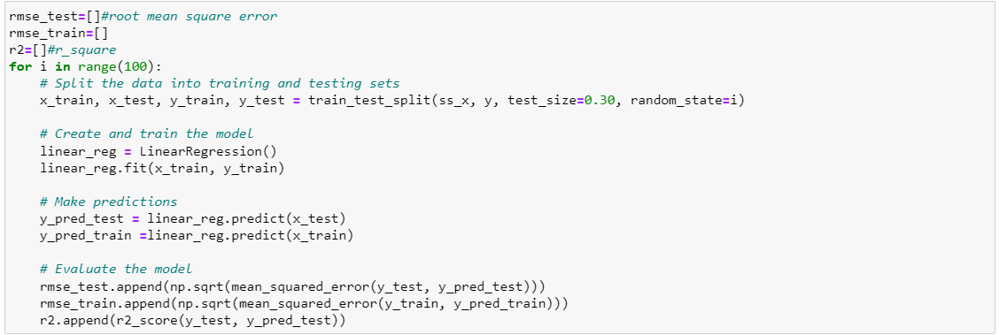 rmse_test=[]#root mean square error
rmse_train=[]
r2=[]#r_square
for i in range(100):
    # Split the data into training and testing sets
    x_train, x_test, y_train, y_test = train_test_split(ss_x, y, test_size=0.30, random_state=i)

    # Create and train the model
    linear_reg = LinearRegression()
    linear_reg.fit(x_train, y_train)

    # Make predictions
    y_pred_test = linear_reg.predict(x_test)
    y_pred_train =linear_reg.predict(x_train)

    # Evaluate the model
    rmse_test.append(np.sqrt(mean_squared_error(y_test, y_pred_test)))
    rmse_train.append(np.sqrt(mean_squared_error(y_train, y_pred_train)))
    r2.append(r2_score(y_test, y_pred_test))